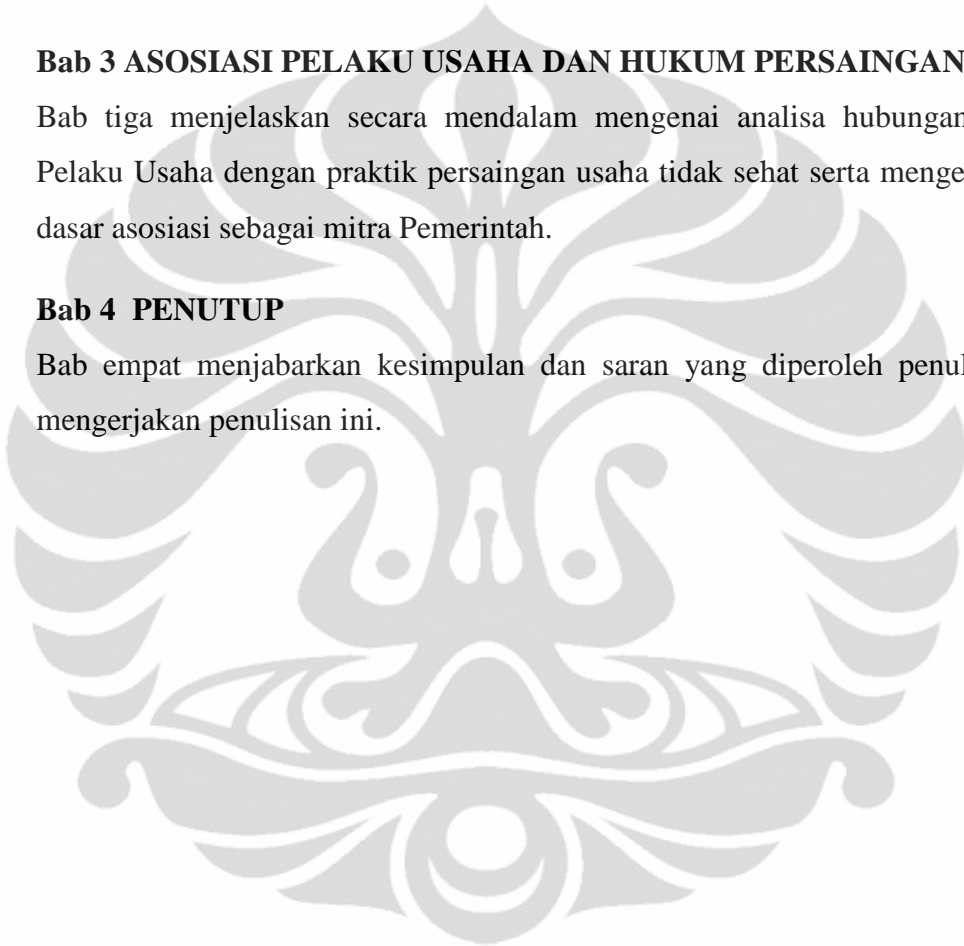 Bab 3 ASOSIASI PELAKU USAHA DAN HUKUM PERSAINGAN
Bab tiga menjelaskan secara mendalam mengenai analisa hubungan
Pelaku Usaha dengan praktik persaingan usaha tidak sehat serta menge
dasar asosiasi sebagai mitra Pemerintah.
Bab 4 PENUTUP
Bab empat menjabarkan kesimpulan dan saran yang diperoleh penul
mengerjakan penulisan ini.